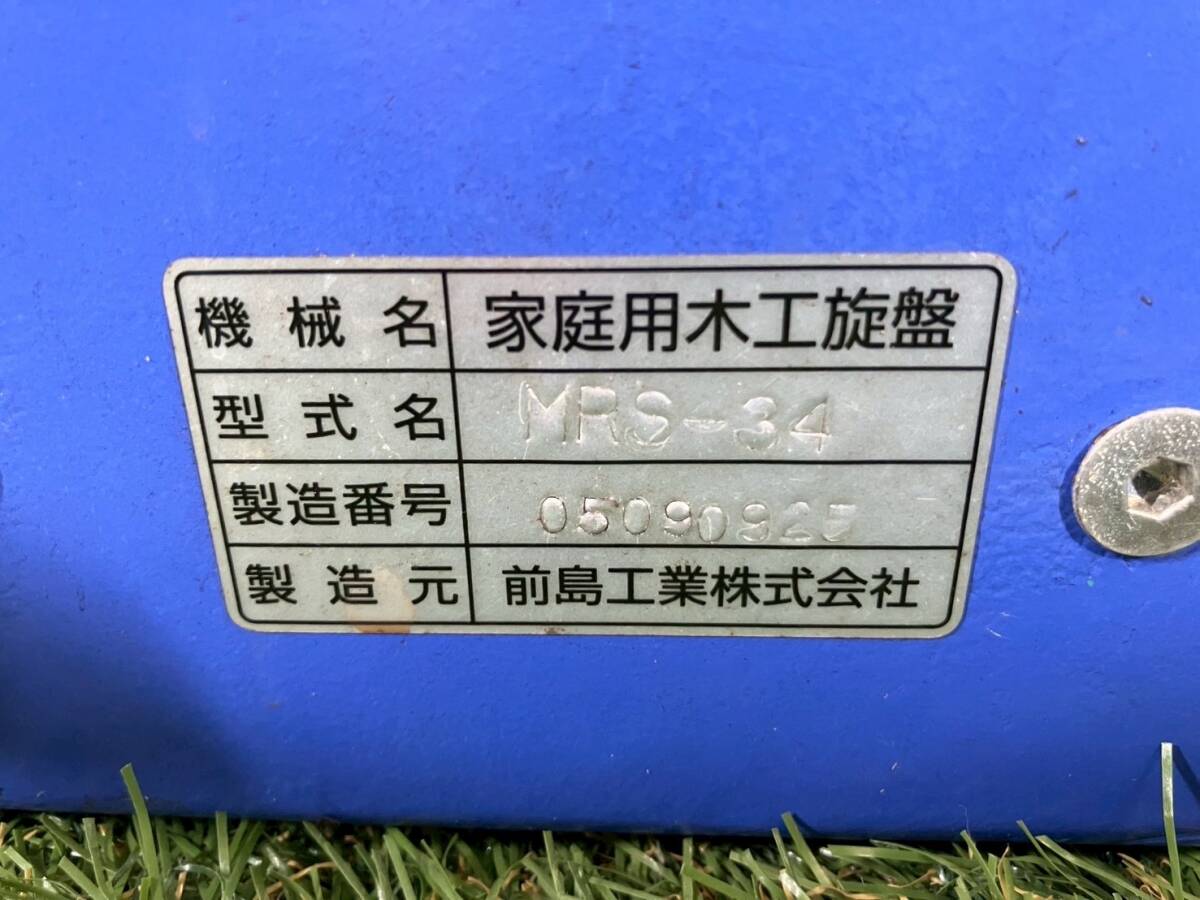 機械名 家庭用木工旋盤
型式名 MRS-34
製造番号 05090925
製造元 前島工業株式会社